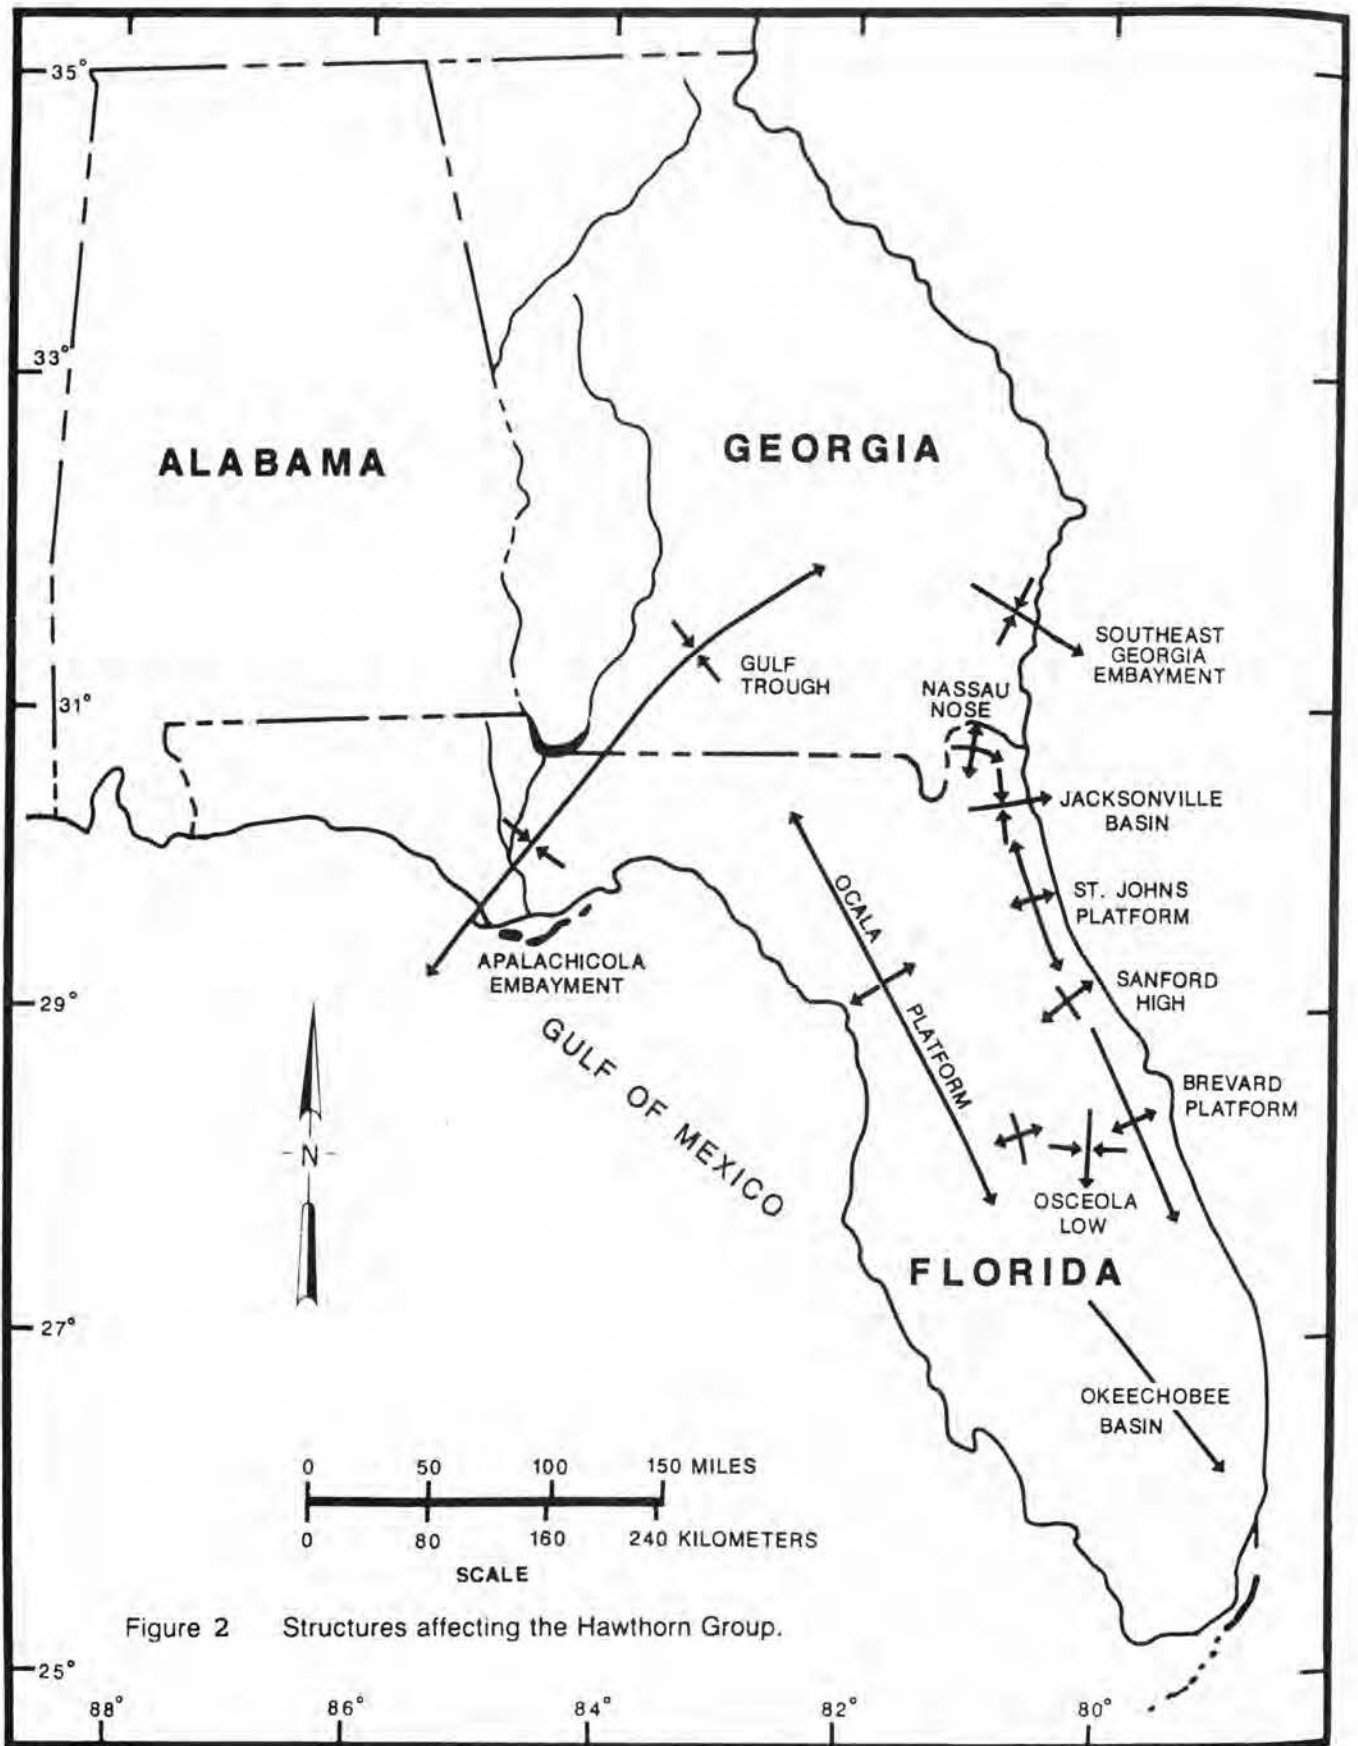 35°
33°
ALABAMA
GEORGIA
GULF
TROUGH
SOUTHEAST
GEORGIA
EMBAYMENT
31°
NASSAU
NOSE
JACKSONVILLE
BASIN
OCALA
PLATFORM
ST. JOHNS
PLATFORM
APALACHICOLA
EMBAYMENT
SANFORD
HIGH
29°
GULF OF MEXICO
BREVARD
PLATFORM
N
OSCEOLA
LOW
FLORIDA
27°
OKEECHOBEE
BASIN
0 50 100 150 MILES
0 80 160 240 KILOMETERS
SCALE
Figure 2 Structures affecting the Hawthorn Group.
25°
88° 86° 84° 82° 80°